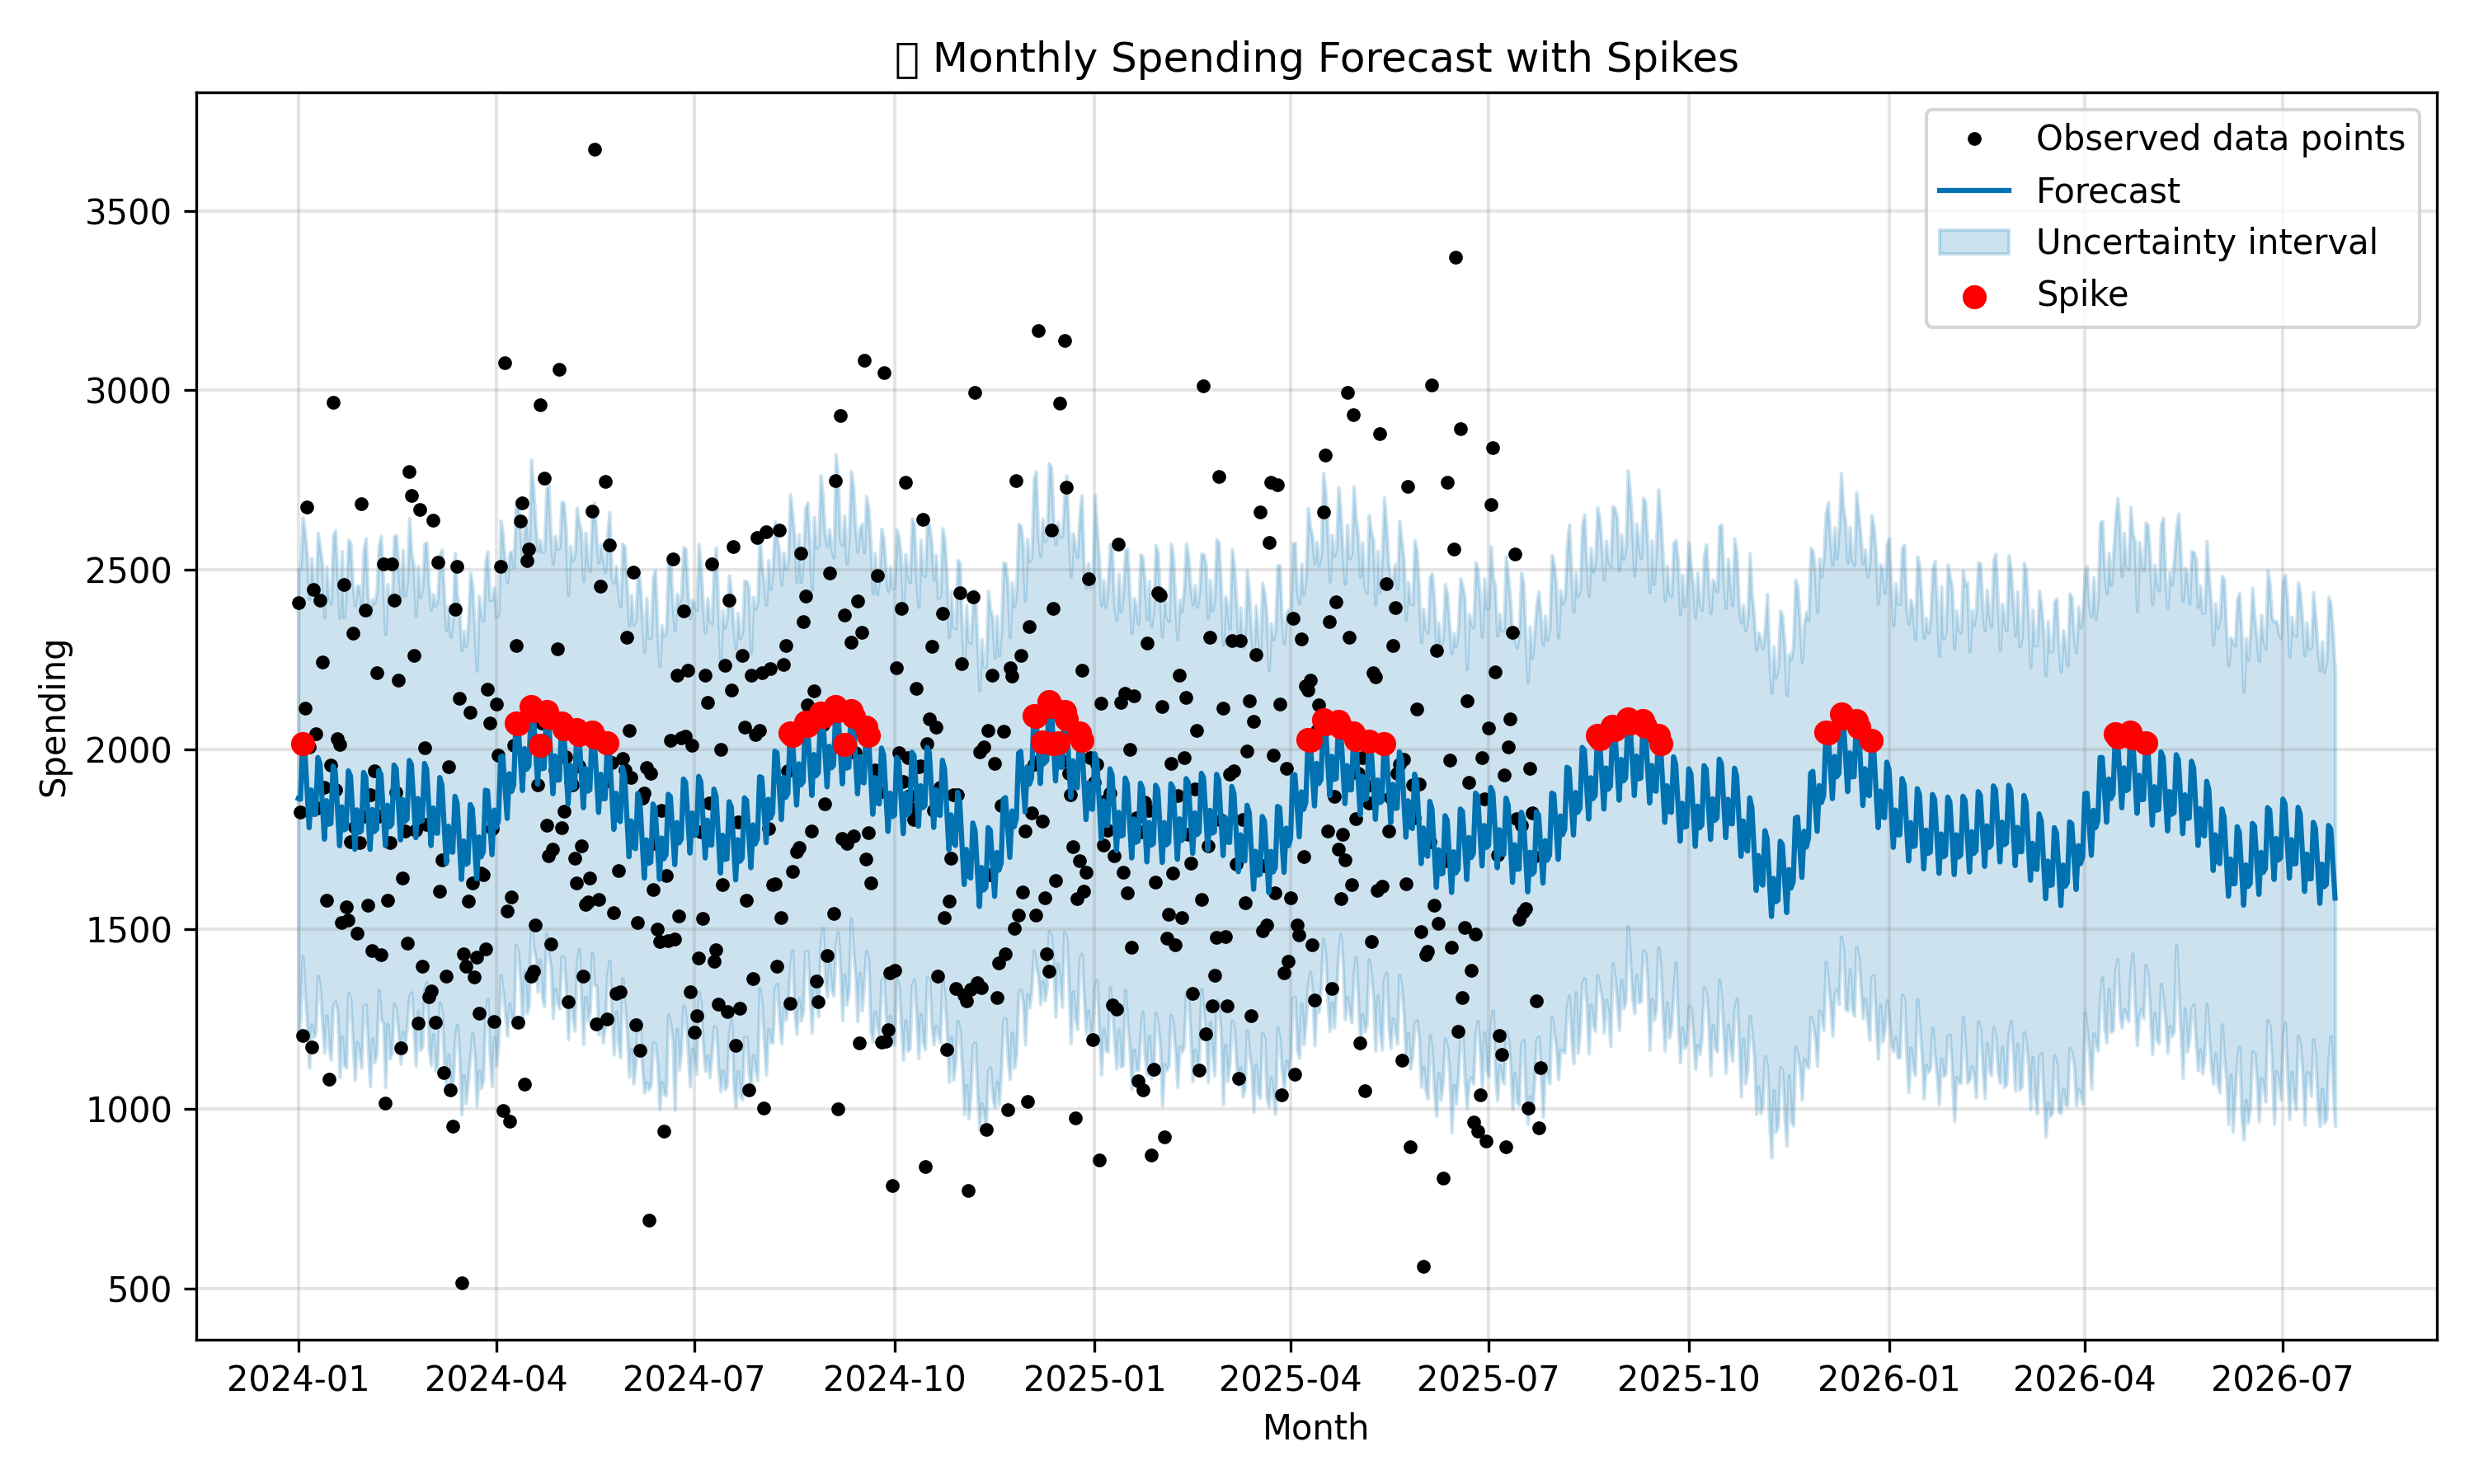 Monthly Spending Forecast with Spikes
Observed data points
Forecast
Uncertainty interval
Spike
3500
3000
2500
2000
1500
1000
500
Spending
2024-01 2024-04 2024-07 2024-10 2025-01 2025-04 2025-07 2025-10 2026-01 2026-04 2026-07
Month